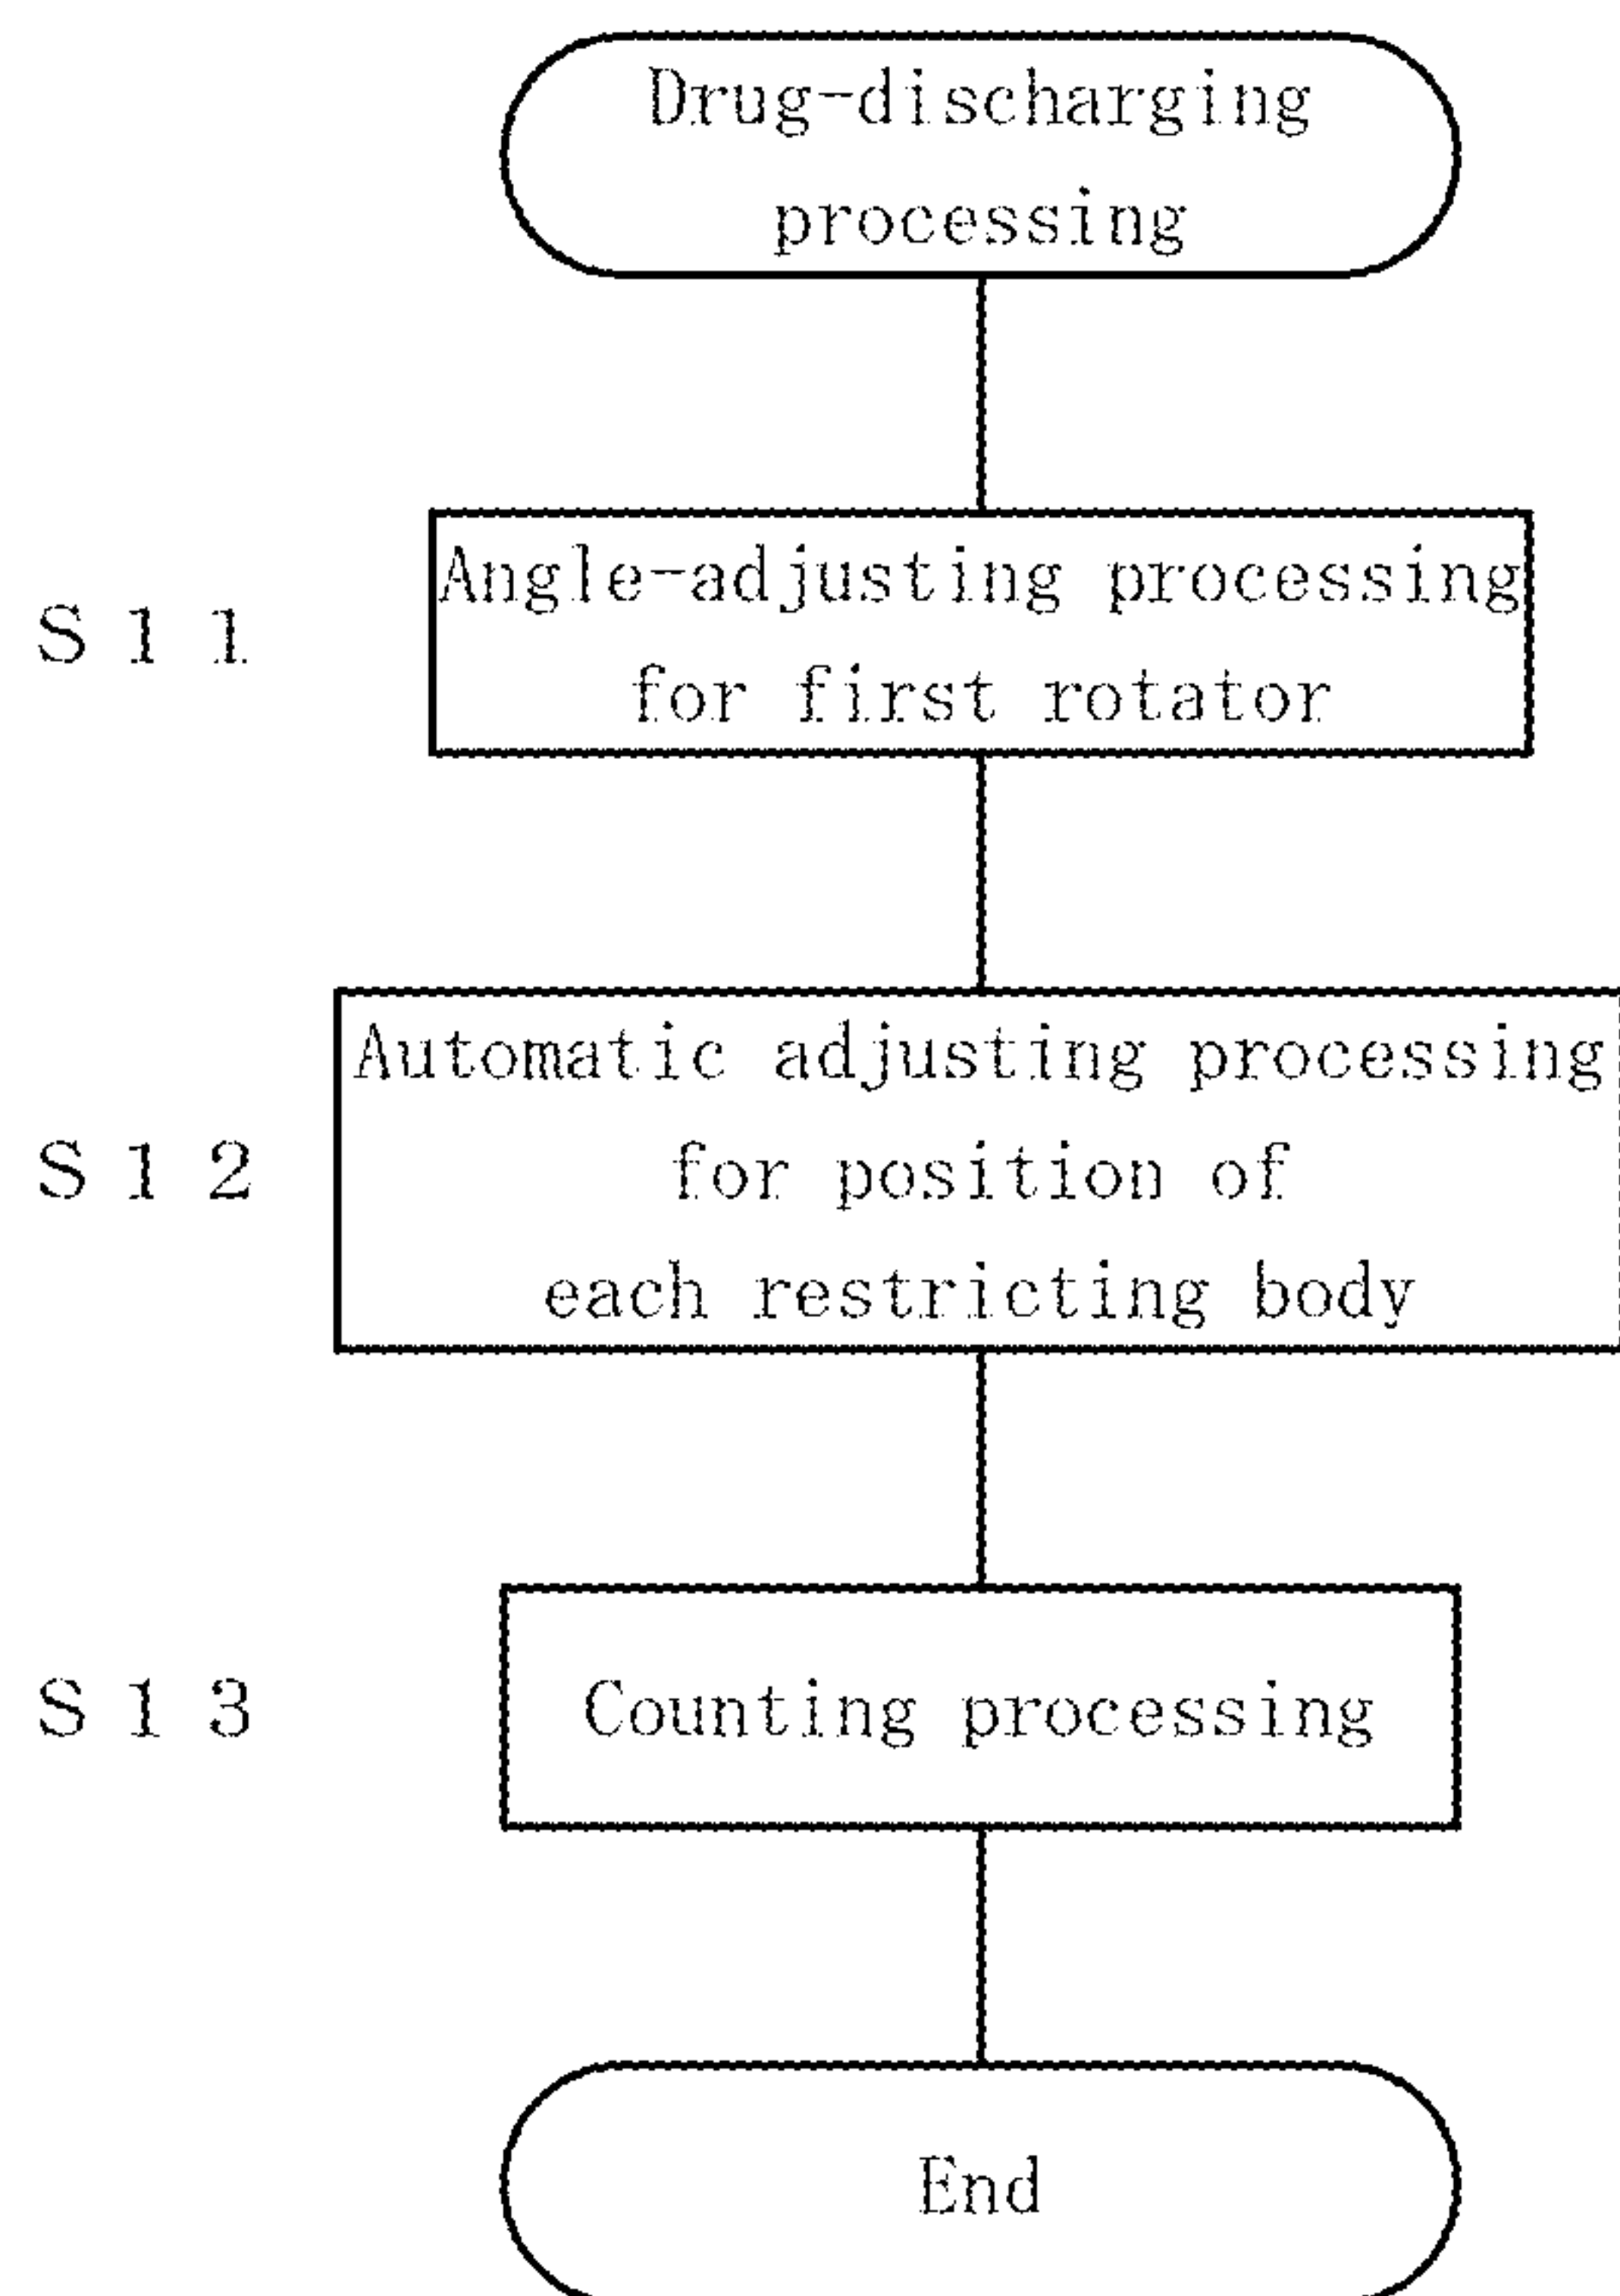 Drug-discharging
processing
S11
Angle-adjusting processing
for first rotator
S12
Automatic adjusting processing
for position of
each restricting body
S13
Counting processing
End